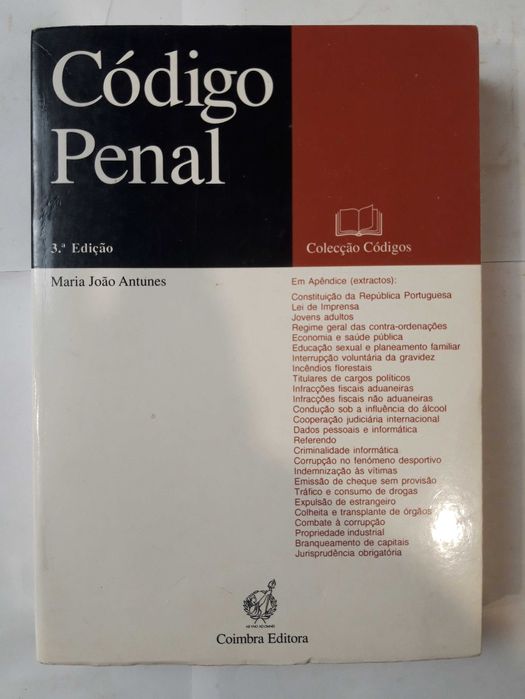 Código
Penal
3.ª Edição
Colecção Códigos
Maria João Antunes
Em Apêndice (extractos):
Constituição da República Portuguesa
Lei de Imprensa
Jovens adultos
Regime geral das contra-ordenações
Economia e saúde pública
Educação sexual e planeamento familiar
Interrupção voluntária da gravidez
Incêndios florestais
Titulares de cargos políticos
Infracções fiscais aduaneiras
Infracções fiscais não aduaneiras
Condução sob a influência do álcool
Cooperação judiciária internacional
Dados pessoais e informática
Referendo
Criminalidade informática
Corrupção no fenómeno desportivo
Indemnização às vítimas
Emissão de cheque sem provisão
Tráfico e consumo de drogas
Expulsão de estrangeiro
Colheita e transplante de órgãos
Combate à corrupção
Propriedade industrial
Branqueamento de capitais
Jurisprudência obrigatória
Coimbra Editora